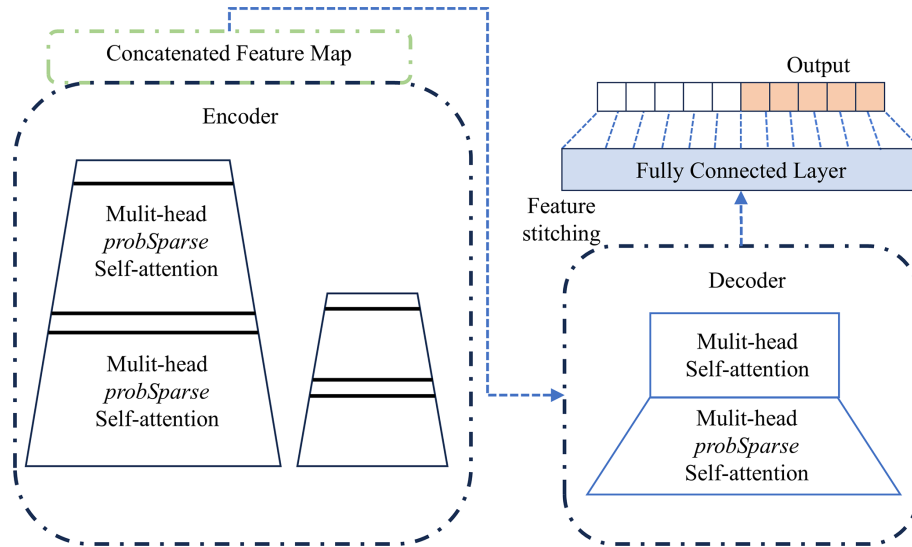 Concatenated Feature Map
Encoder
Mulit-head
probSparse
Self-attention
Mulit-head
probSparse
Self-attention
Output
Fully Connected Layer
Feature
stitching
Decoder
Mulit-head
Self-attention
Mulit-head
probSparse
Self-attention